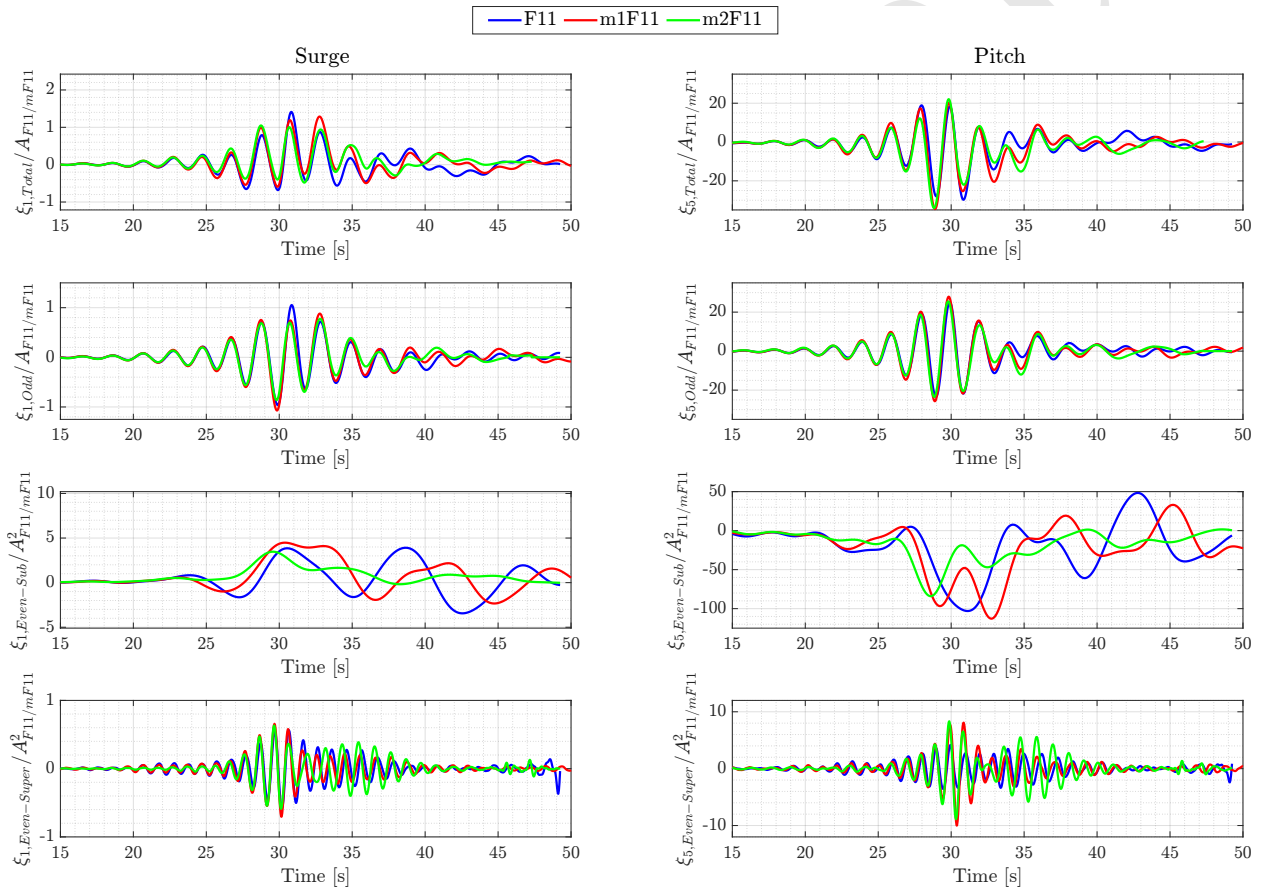 F11 m1F11 m2F11
Surge
ξ1,Total/AF11/mF11
2
1
0
-1
15 20 25 30 35 40 45 50
Time [s]
Pitch
ξ5,Total/AF11/mF11
20
0
-20
15 20 25 30 35 40 45 50
Time [s]
ξ1,Odd/AF11/mF11
1
0
-1
15 20 25 30 35 40 45 50
Time [s]
ξ5,Odd/AF11/mF11
20
0
-20
15 20 25 30 35 40 45 50
Time [s]
ξ1,Even−Sub/A²F11/mF11
10
5
0
-5
15 20 25 30 35 40 45 50
Time [s]
ξ5,Even−Sub/A²F11/mF11
50
0
-50
-100
15 20 25 30 35 40 45 50
Time [s]
ξ1,Even−Super/A²F11/mF11
1
0
1
15 20 25 30 35 40 45 50
Time [s]
ξ5,Even−Super/A²F11/mF11
10
0
-10
15 20 25 30 35 40 45 50
Time [s]